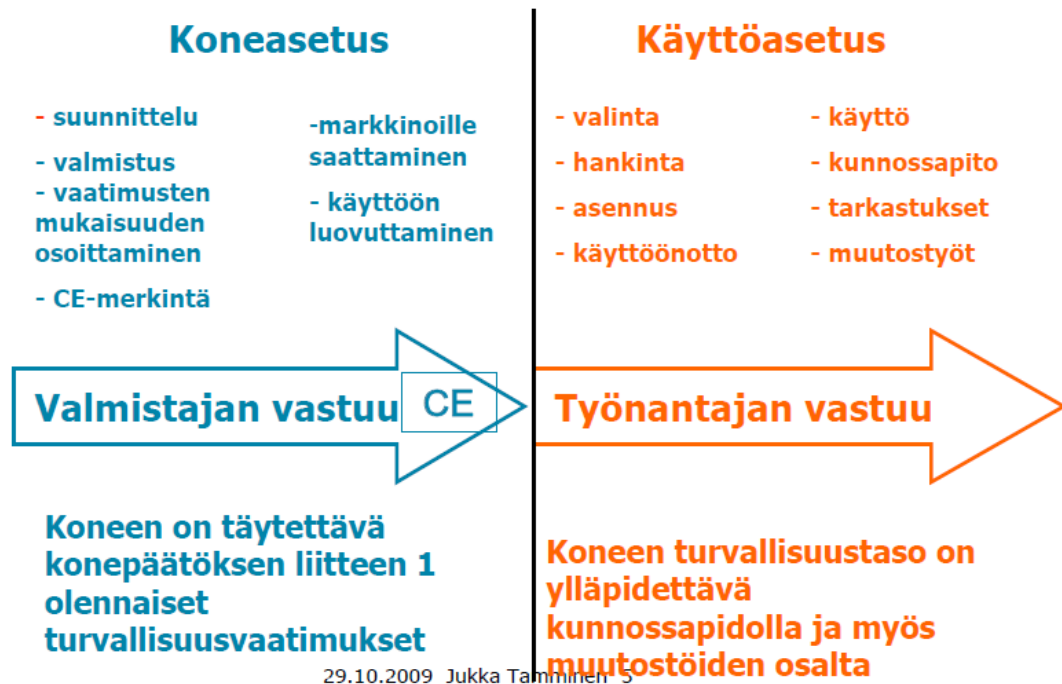 Koneasetus
- suunnittelu
- valmistus
- vaatimusten
mukaisuuden
osoittaminen
- CE-merkintä
-markkinoille
saattaminen
- käyttöön
luovuttaminen
Valmistajan vastuu
CE
Koneen on täytettävä
konepäätöksen liitteen 1
olennaiset
turvallisuusvaatimukset
Käyttöasetus
- valinta
- hankinta
- asennus
- käyttöönotto
- käyttö
- kunnossapito
- tarkastukset
- muutostyöt
Työnantajan vastuu
Koneen turvallisuustaso on
ylläpidettävä
kunnossapidolla ja myös
muutostöiden osalta
29.10.2009 Jukka Tamminen 5